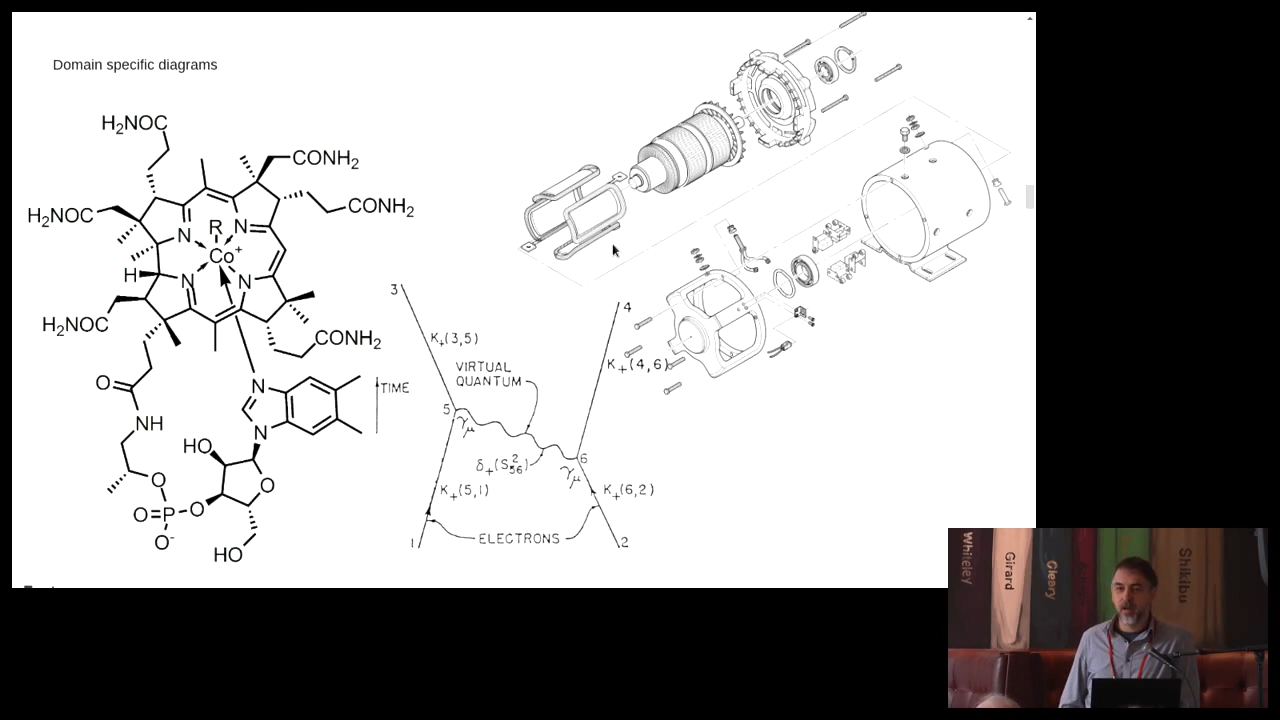 Domain specific diagrams
H₂NOC
CONH₂
H₂NOC
CONH₂
R
N
N
Co⁺
H
N
N
H₂NOC
CONH₂
O
N
NH
N
HO
O
O
O=P-O
O⁻
HO
3
4
K₊(3,5)
K₊(4,6)
VIRTUAL
QUANTUM
TIME
5
γμ
6
δ₊(S²₅₆)
γμ
K₊(5,1)
K₊(6,2)
ELECTRONS
1
2
Whiteley
Girard
Gleary
Shikibu